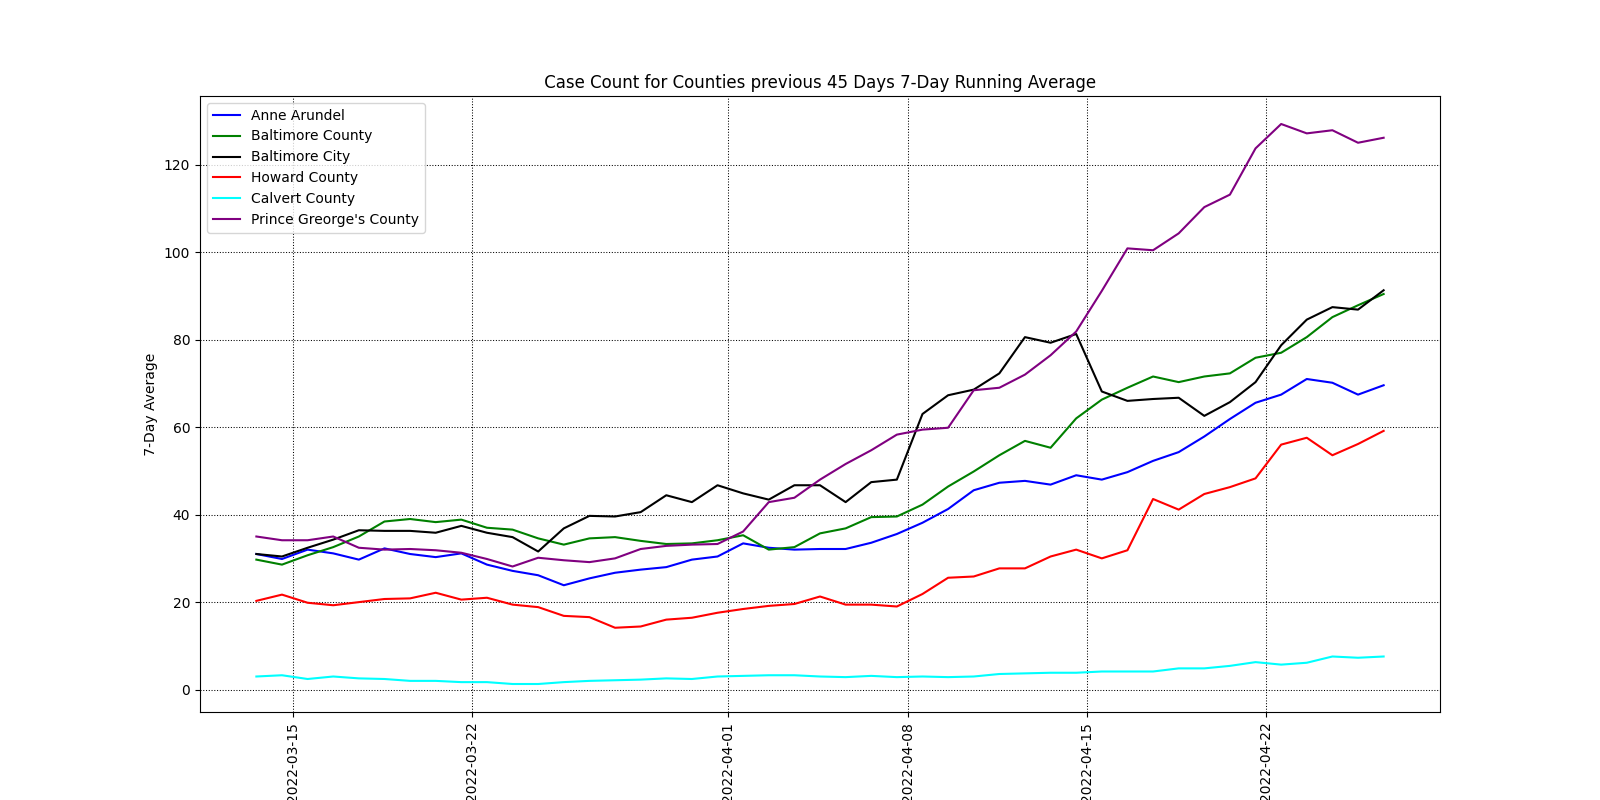 Case Count for Counties previous 45 Days 7-Day Running Average
Anne Arundel
Baltimore County
Baltimore City
Howard County
Calvert County
Prince Greorge's County
120
100
80
60
40
20
0
7-Day Average
2022-03-15
2022-03-22
2022-04-01
2022-04-08
2022-04-15
2022-04-22